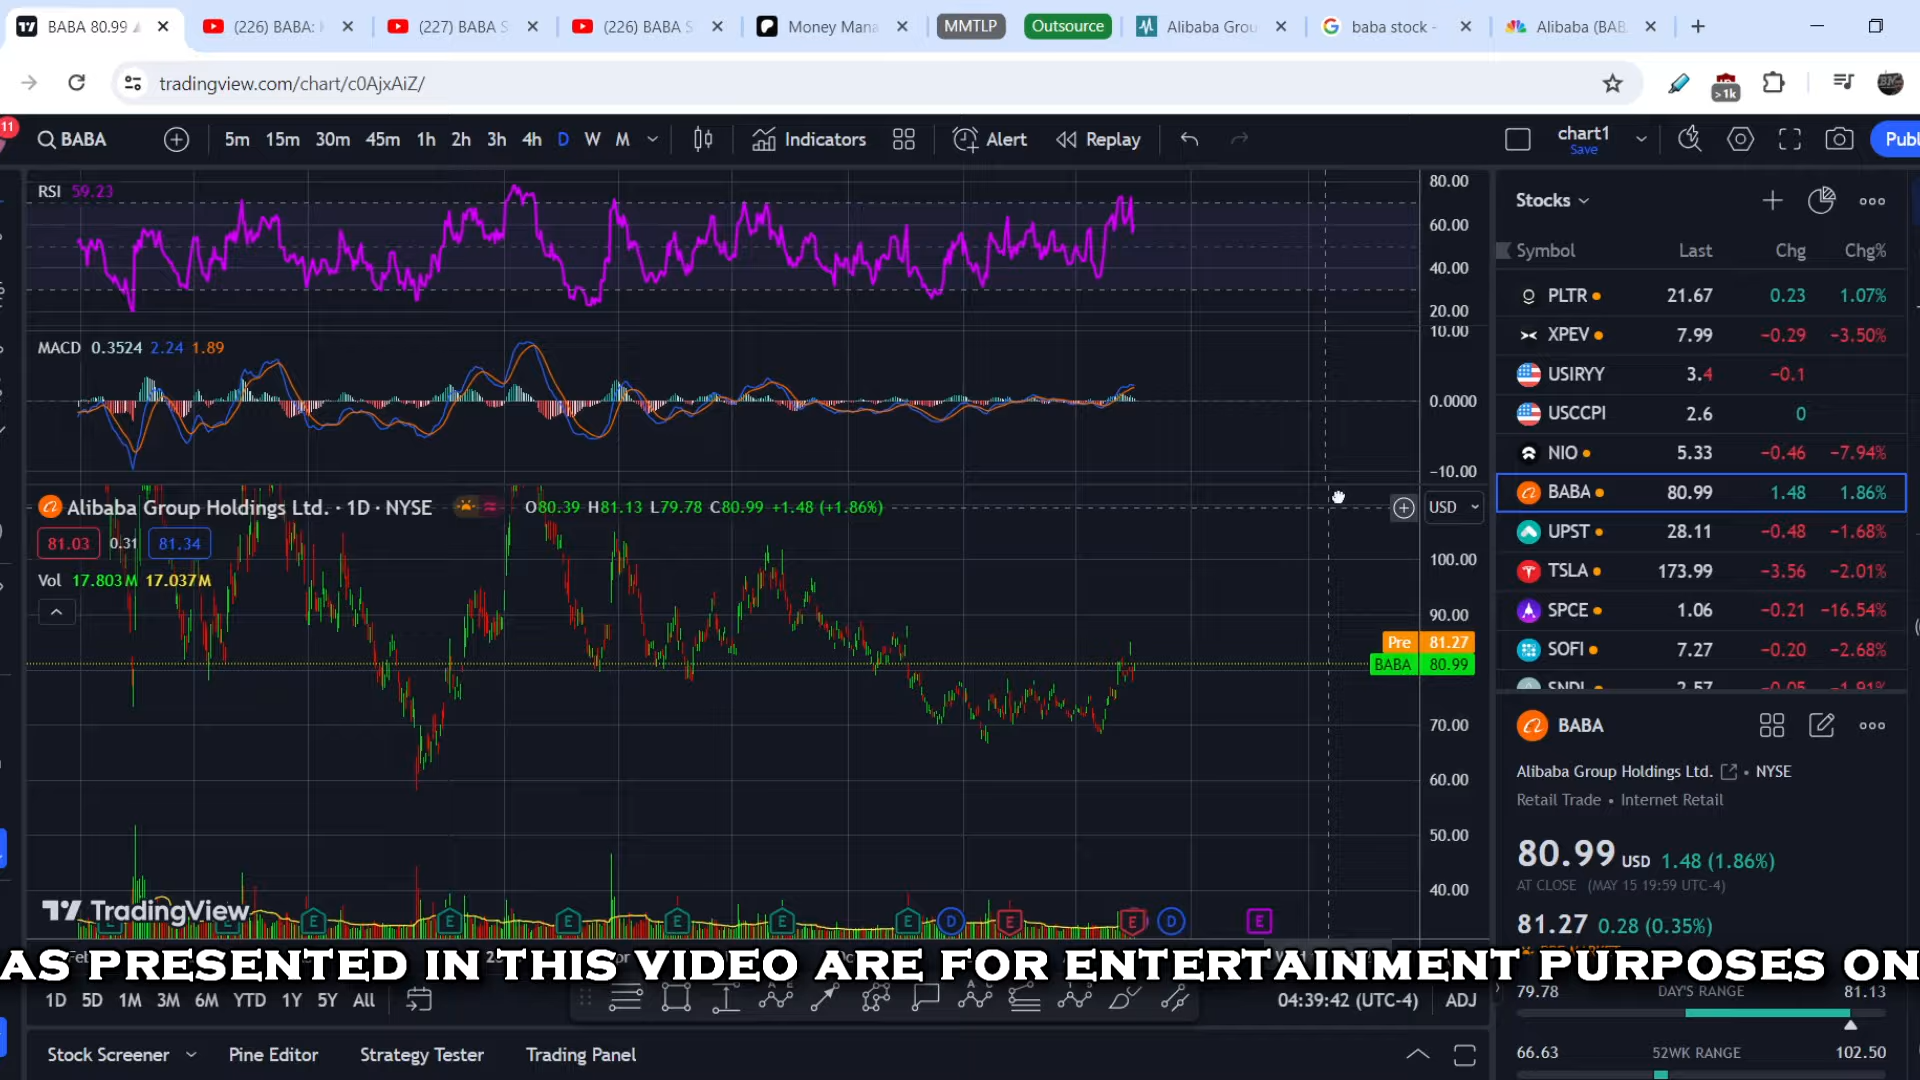 BABA 80.99
(226) BABA:
(227) BABA S
(226) BABA S
Money Mana
MMTLP
Outsource
Alibaba Grou
baba stock -
Alibaba (BAB
tradingview.com/chart/c0AjxAiZ/
>1k
11
BABA
5m 15m 30m 45m 1h 2h 3h 4h D W M
Indicators
Alert
Replay
chart1
Save
Publ
RSI 59.23
80.00
60.00
40.00
20.00
MACD 0.3524 2.24 1.89
10.00
0.0000
−10.00
Alibaba Group Holdings Ltd. · 1D · NYSE
O80.39 H81.13 L79.78 C80.99 +1.48 (+1.86%)
USD
81.03 0.31 81.34
Vol 17.803M 17.037M
100.00
90.00
Pre 81.27
BABA 80.99
70.00
60.00
50.00
40.00
TradingView
E E E E E E D E E D E
Stocks
Symbol Last Chg Chg%
PLTR 21.67 0.23 1.07%
XPEV 7.99 −0.29 −3.50%
USIRYY 3.4 −0.1
USCCPI 2.6 0
NIO 5.33 −0.46 −7.94%
BABA 80.99 1.48 1.86%
UPST 28.11 −0.48 −1.68%
TSLA 173.99 −3.56 −2.01%
SPCE 1.06 −0.21 −16.54%
SOFI 7.27 −0.20 −2.68%
SNDL 2.57 −0.05 −1.91%
BABA
Alibaba Group Holdings Ltd. • NYSE
Retail Trade • Internet Retail
80.99 USD 1.48 (1.86%)
AT CLOSE (MAY 15 19:59 UTC-4)
81.27 0.28 (0.35%)
AS PRESENTED IN THIS VIDEO ARE FOR ENTERTAINMENT PURPOSES ON
79.78 DAY'S RANGE 81.13
66.63 52WK RANGE 102.50
1D 5D 1M 3M 6M YTD 1Y 5Y All
04:39:42 (UTC-4) ADJ
Stock Screener
Pine Editor
Strategy Tester
Trading Panel